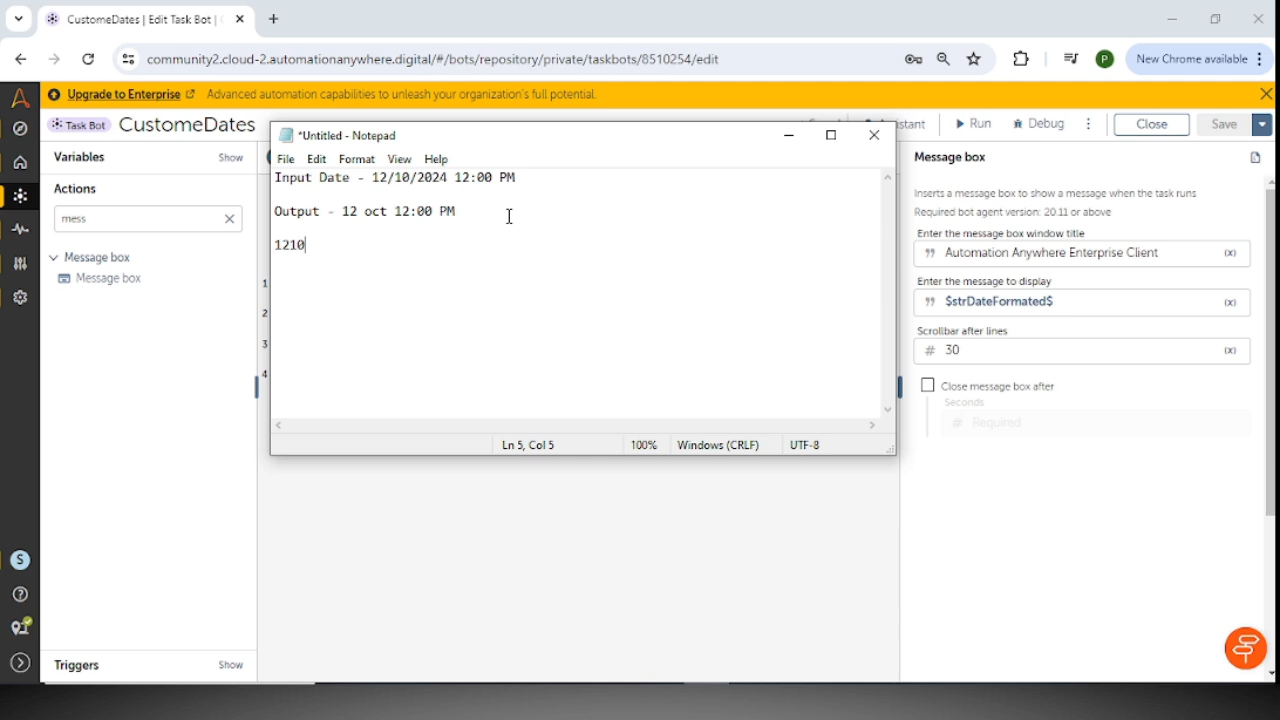 CustomeDates | Edit Task Bot |
community2.cloud-2.automationanywhere.digital/#/bots/repository/private/taskbots/8510254/edit
P
New Chrome available
Upgrade to Enterprise
Advanced automation capabilities to unleash your organization's full potential.
Task Bot
CustomeDates
Run
Debug
Close
Save
Variables
Show
Actions
mess
Message box
Message box
1
2
3
4
Triggers
Show
S
*Untitled - Notepad
File Edit Format View Help
Input Date - 12/10/2024 12:00 PM
Output - 12 oct 12:00 PM
1210
Ln 5, Col 5
100%
Windows (CRLF)
UTF-8
Message box
Inserts a message box to show a message when the task runs
Required bot agent version: 20.11 or above
Enter the message box window title
Automation Anywhere Enterprise Client
(x)
Enter the message to display
$strDateFormated$
(x)
Scrollbar after lines
# 30
(x)
Close message box after
Seconds
# Required